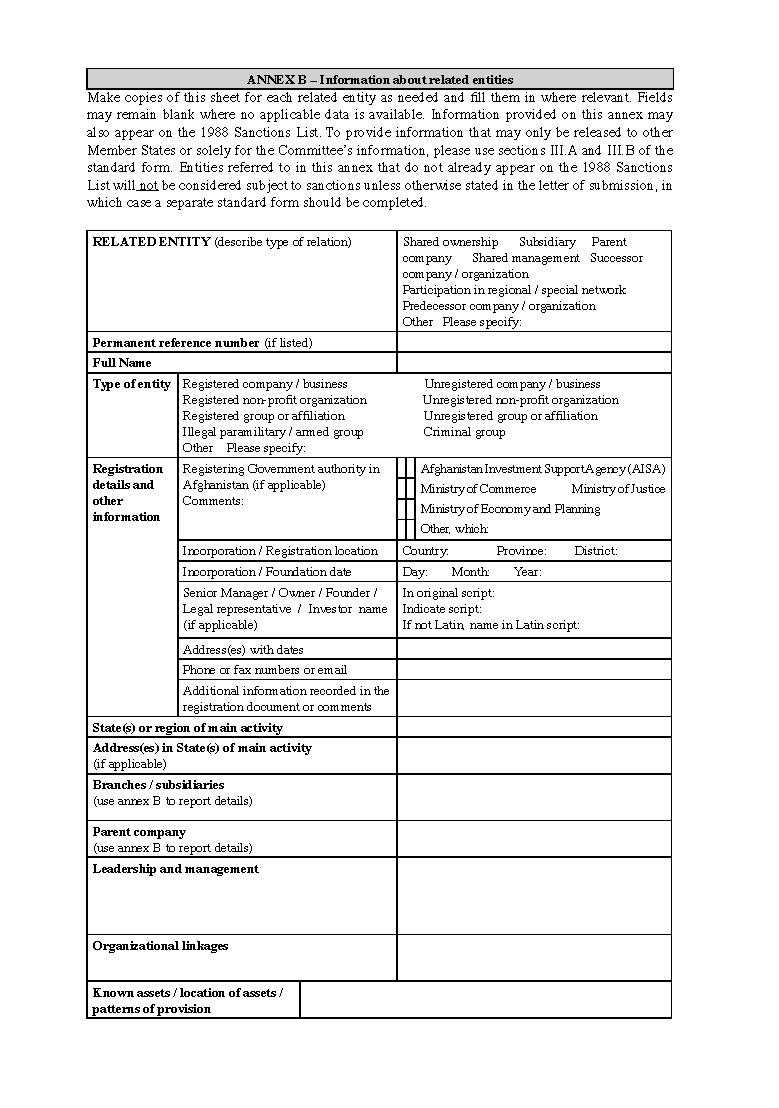 ANNEX B – Information about related entities
Make copies of this sheet for each related entity as needed and fill them in where relevant. Fields
may remain blank where no applicable data is available. Information provided on this annex may
also appear on the 1988 Sanctions List. To provide information that may only be released to other
Member States or solely for the Committee's information, please use sections III.A and III.B of the
standard form. Entities referred to in this annex that do not already appear on the 1988 Sanctions
List will not be considered subject to sanctions unless otherwise stated in the letter of submission, in
which case a separate standard form should be completed.
RELATED ENTITY (describe type of relation)
Shared ownership Subsidiary Parent
company Shared management Successor
company / organization
Participation in regional / special network
Predecessor company / organization
Other Please specify:
Permanent reference number (if listed)
Full Name
Type of entity
Registered company / business Unregistered company / business
Registered non-profit organization Unregistered non-profit organization
Registered group or affiliation Unregistered group or affiliation
Illegal paramilitary / armed group Criminal group
Other Please specify:
Registration
details and
other
information
Registering Government authority in
Afghanistan (if applicable)
Comments:
Afghanistan Investment Support Agency (AISA)
Ministry of Commerce Ministry of Justice
Ministry of Economy and Planning
Other, which:
Incorporation / Registration location
Country: Province: District:
Incorporation / Foundation date
Day: Month: Year:
Senior Manager / Owner / Founder /
Legal representative / Investor name
(if applicable)
In original script:
Indicate script:
If not Latin, name in Latin script:
Address(es) with dates
Phone or fax numbers or email
Additional information recorded in the
registration document or comments
State(s) or region of main activity
Address(es) in State(s) of main activity
(if applicable)
Branches / subsidiaries
(use annex B to report details)
Parent company
(use annex B to report details)
Leadership and management
Organizational linkages
Known assets / location of assets /
patterns of provision